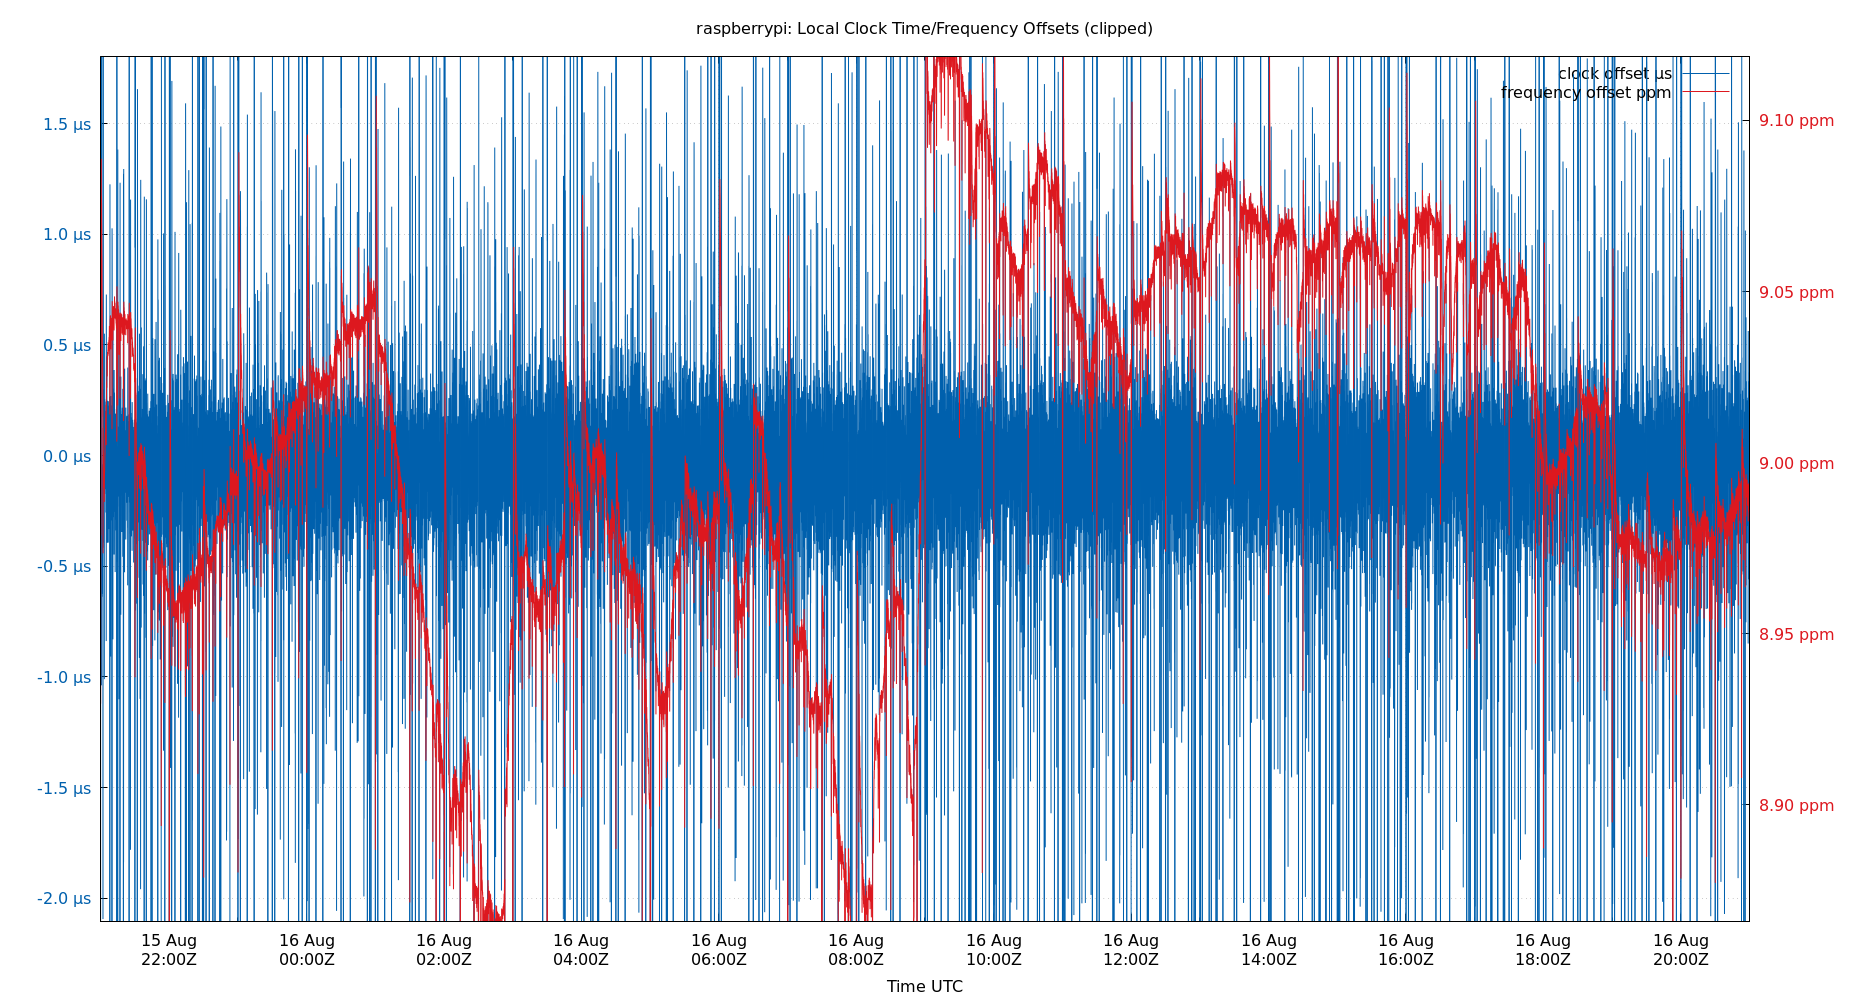 raspberrypi: Local Clock Time/Frequency Offsets (clipped)
clock offset µs
frequency offset ppm
1.5 µs
1.0 µs
0.5 µs
0.0 µs
-0.5 µs
-1.0 µs
-1.5 µs
-2.0 µs
9.10 ppm
9.05 ppm
9.00 ppm
8.95 ppm
8.90 ppm
15 Aug 16 Aug 16 Aug 16 Aug 16 Aug 16 Aug 16 Aug 16 Aug 16 Aug 16 Aug 16 Aug 16 Aug
22:00Z 00:00Z 02:00Z 04:00Z 06:00Z 08:00Z 10:00Z 12:00Z 14:00Z 16:00Z 18:00Z 20:00Z
Time UTC